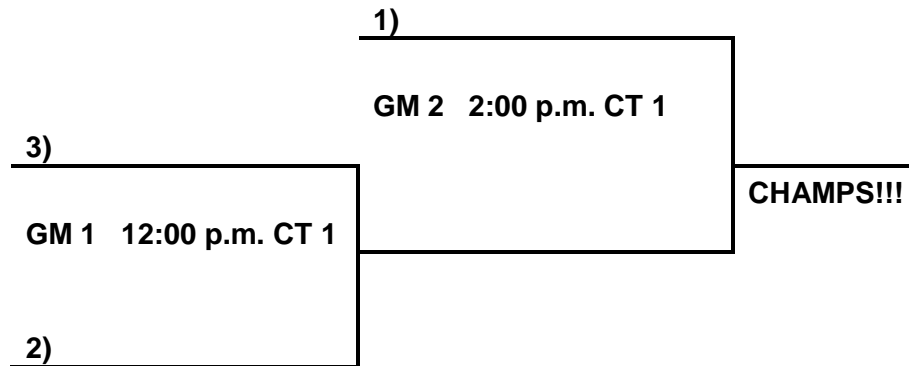 1)
GM 2 2:00 p.m. CT 1
3)
CHAMPS!!!
GM 1 12:00 p.m. CT 1
2)